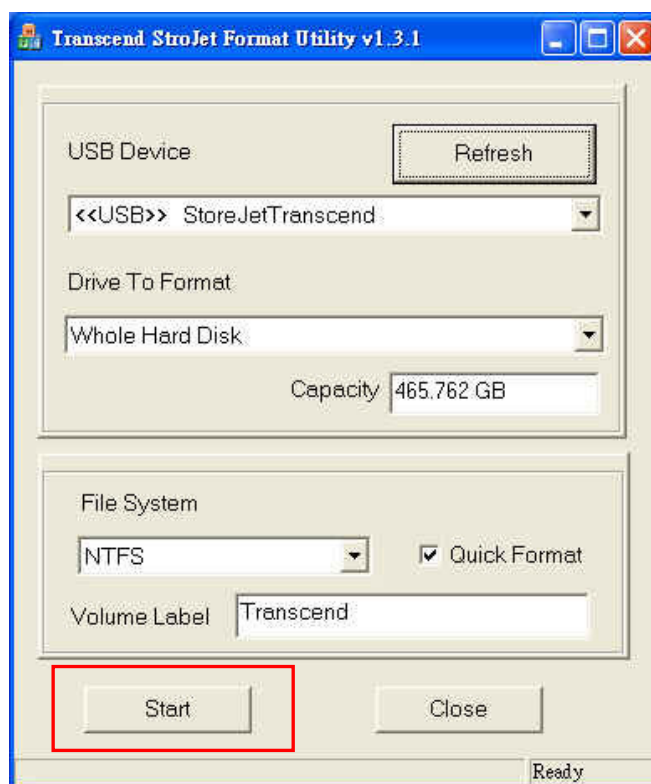 Transcend StroJet Format Utility v1.3.1
USB Device
Refresh
<<USB>> StoreJetTranscend
Drive To Format
Whole Hard Disk
Capacity 465.762 GB
File System
NTFS
Quick Format
Volume Label Transcend
Start Close
Ready